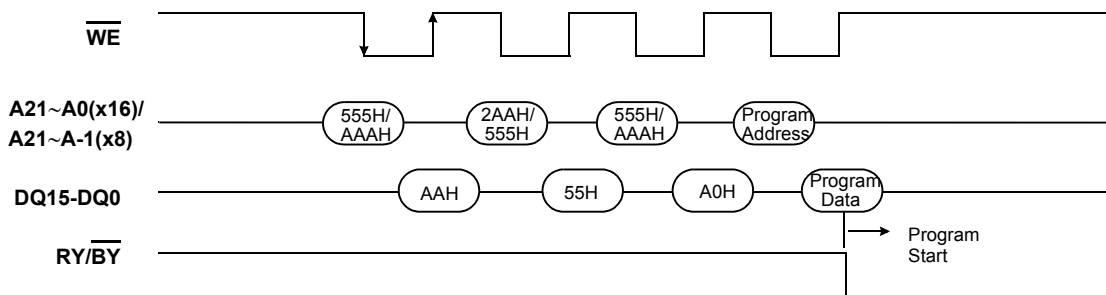 WE
A21~A0(x16)/
A21~A-1(x8)
555H/
AAAH
2AAH/
555H
555H/
AAAH
Program
Address
DQ15-DQ0
AAH
55H
A0H
Program
Data
RY/BY
Program
Start